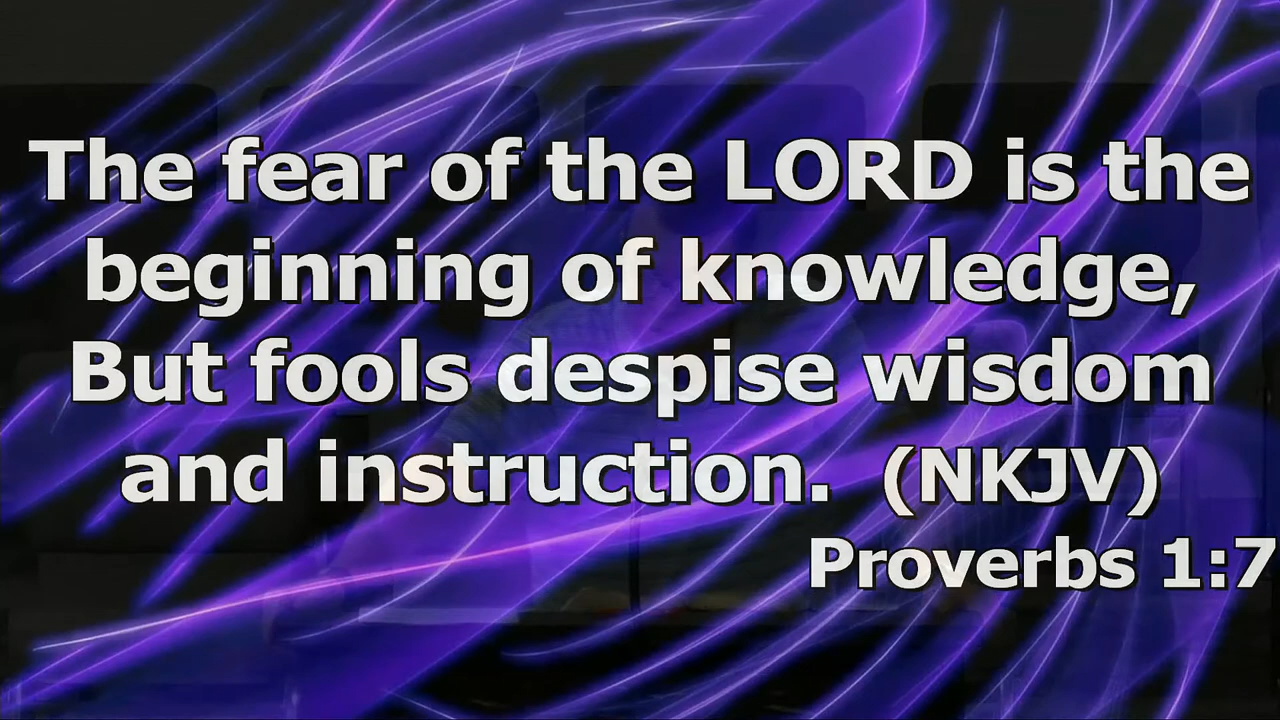 The fear of the LORD is the
beginning of knowledge,
But fools despise wisdom
and instruction. (NKJV)
Proverbs 1:7